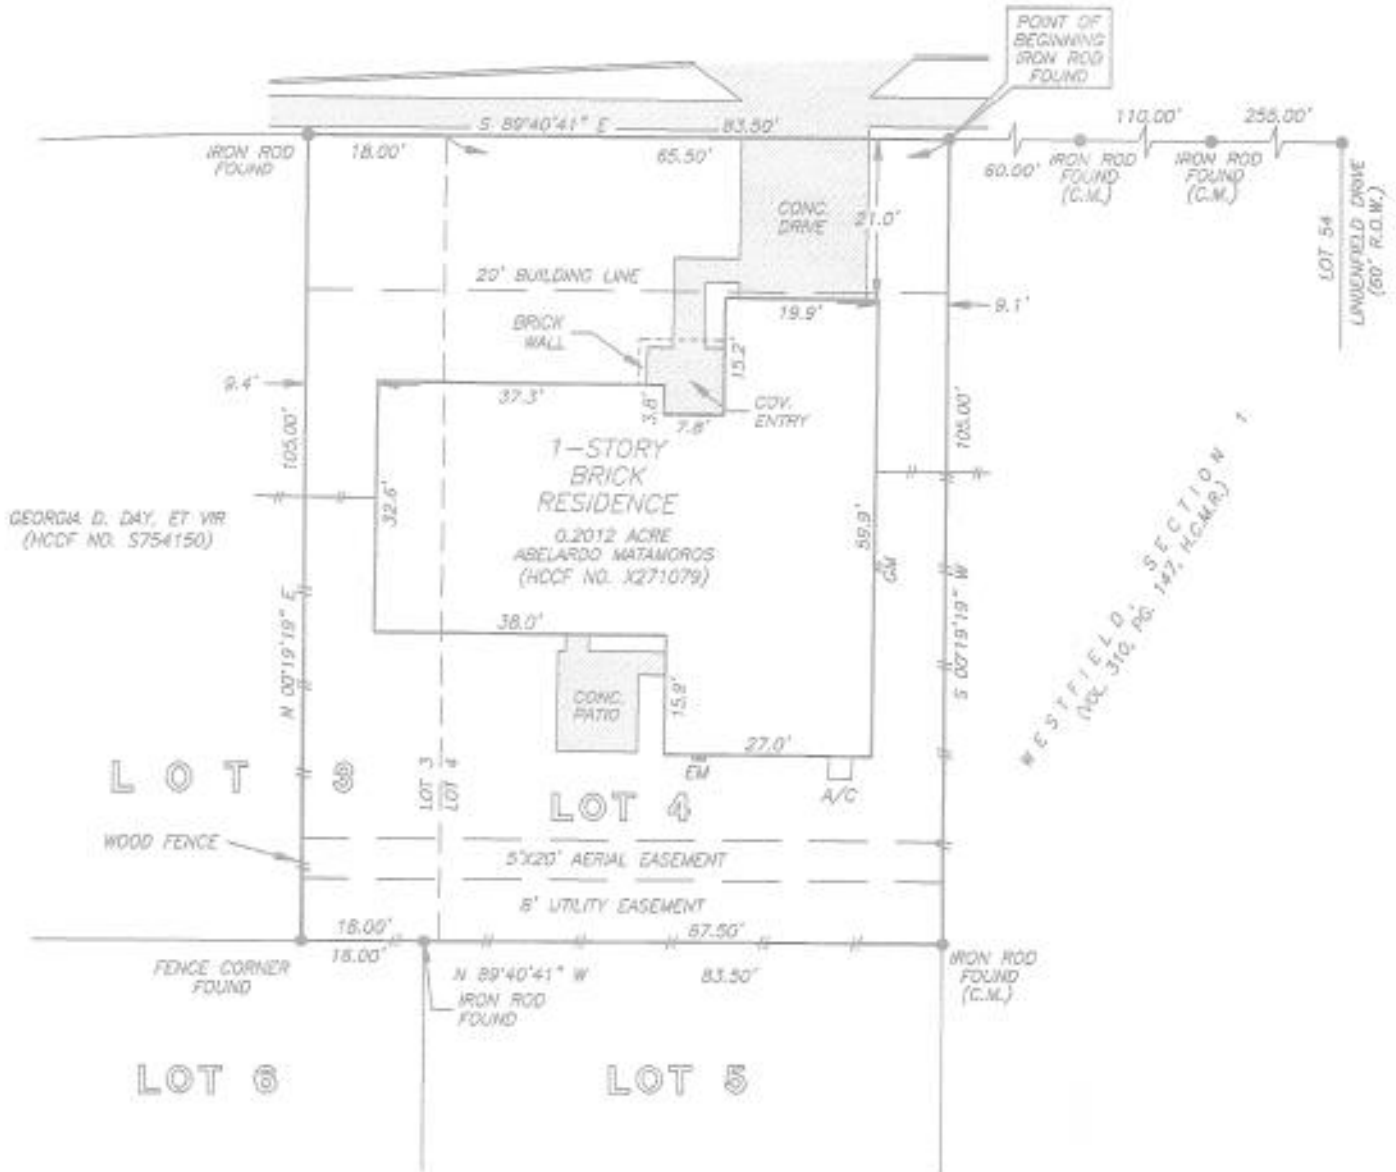 POINT OF
BEGINNING
IRON ROD
FOUND
S 89°40'41" E
83.50'
110.00'
255.00'
IRON ROD
FOUND
18.00'
65.50'
60.00'
IRON ROD
FOUND
(C.M.)
IRON ROD
FOUND
(C.M.)
CONC.
DRIVE
21.0'
LOT 54
LINDENFIELD DRIVE
(60' R.O.W.)
20' BUILDING LINE
19.9'
9.1'
BRICK
WALL
15.2'
9.4'
37.3'
3.8'
7.8'
COV.
ENTRY
105.00'
105.00'
1-STORY
BRICK
RESIDENCE
0.2012 ACRE
ABELARDO MATAMOROS
(HCCF NO. X271079)
32.6'
59.9'
GM
GEORGIA D. DAY, ET VIR
(HCCF NO. S754150)
WESTFIELD, SECTION 1
(VOL. 310, PG. 147, H.C.M.R.)
N 00°19'19" E
S 00°19'19" W
38.0'
CONC.
PATIO
15.9'
27.0'
EM
A/C
LOT 3
LOT 3
LOT 4
LOT 4
WOOD FENCE
5'X20' AERIAL EASEMENT
8' UTILITY EASEMENT
18.00'
67.50'
16.00'
FENCE CORNER
FOUND
N 89°40'41" W
83.50'
IRON ROD
FOUND
IRON ROD
FOUND
(C.M.)
LOT 6
LOT 5